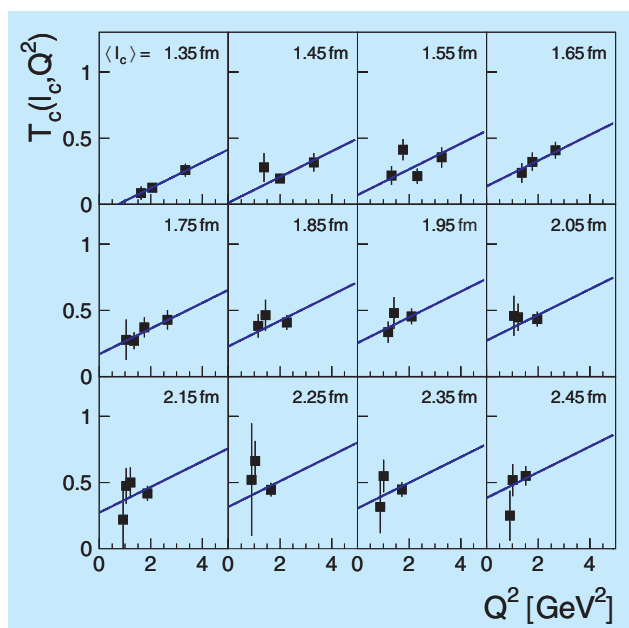 T_c(l_c,Q^2)
⟨l_c⟩= 1.35 fm 1.45 fm 1.55 fm 1.65 fm
1
0.5
0
1.75 fm 1.85 fm 1.95 fm 2.05 fm
1
0.5
0
2.15 fm 2.25 fm 2.35 fm 2.45 fm
1
0.5
0
0 2 4 0 2 4 0 2 4 0 2 4
Q^2 [GeV^2]